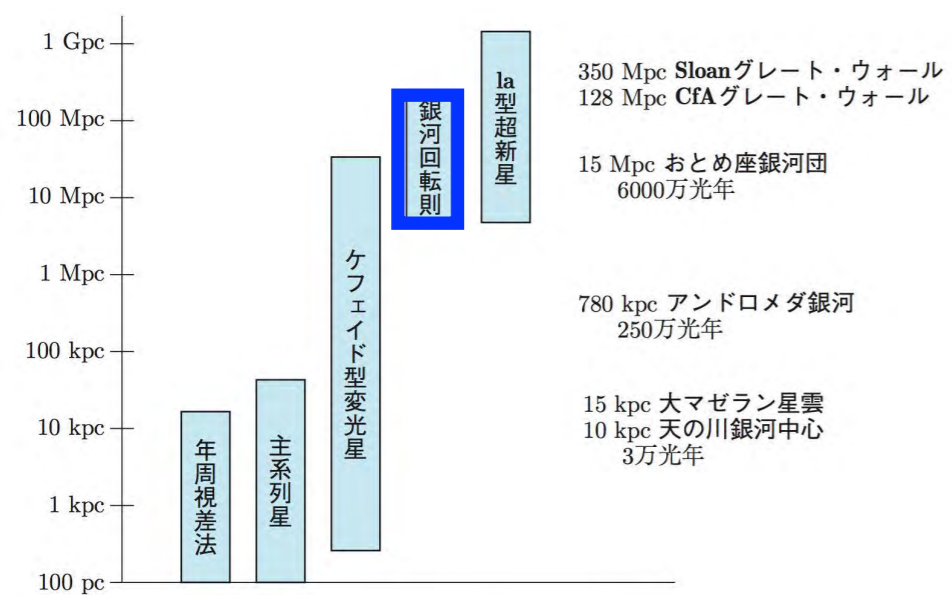 1 Gpc
100 Mpc
10 Mpc
1 Mpc
100 kpc
10 kpc
1 kpc
100 pc
年周視差法
主系列星
ケフェイド型変光星
銀河回転則
la型超新星
350 Mpc Sloanグレート・ウォール
128 Mpc CfAグレート・ウォール
15 Mpc おとめ座銀河団
6000万光年
780 kpc アンドロメダ銀河
250万光年
15 kpc 大マゼラン星雲
10 kpc 天の川銀河中心
3万光年